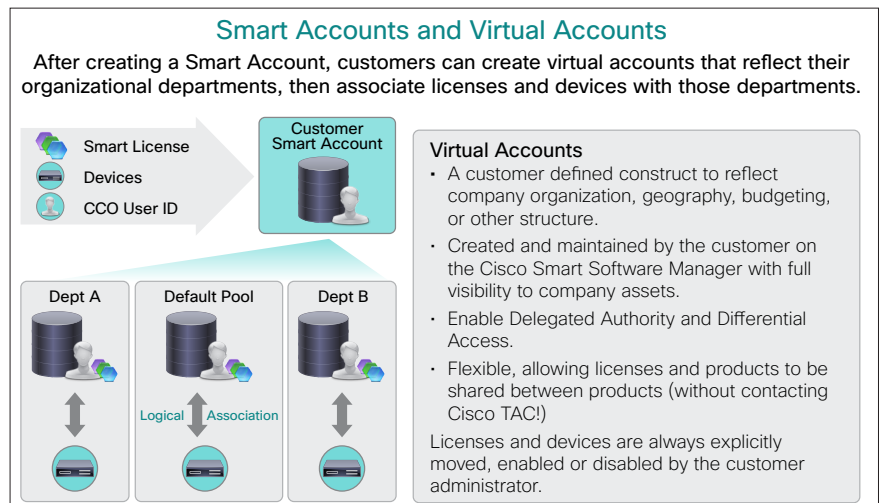 Smart Accounts and Virtual Accounts
After creating a Smart Account, customers can create virtual accounts that reflect their
organizational departments, then associate licenses and devices with those departments.
Smart License
Devices
CCO User ID
Customer
Smart Account
Dept A
Default Pool
Dept B
Logical
Association
Virtual Accounts
• A customer defined construct to reflect
company organization, geography, budgeting,
or other structure.
• Created and maintained by the customer on
the Cisco Smart Software Manager with full
visibility to company assets.
• Enable Delegated Authority and Differential
Access.
• Flexible, allowing licenses and products to be
shared between products (without contacting
Cisco TAC!)
Licenses and devices are always explicitly
moved, enabled or disabled by the customer
administrator.